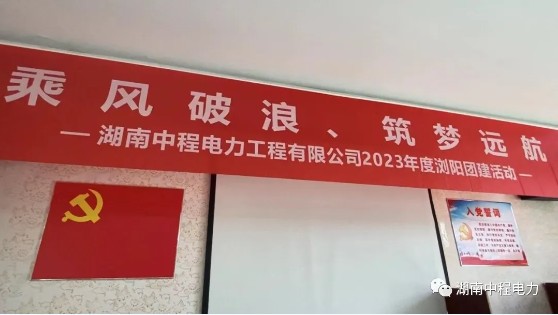 乘风破浪、筑梦远航
—湖南中程电力工程有限公司2023年度浏阳团建活动—
入党誓词
湖南中程电力